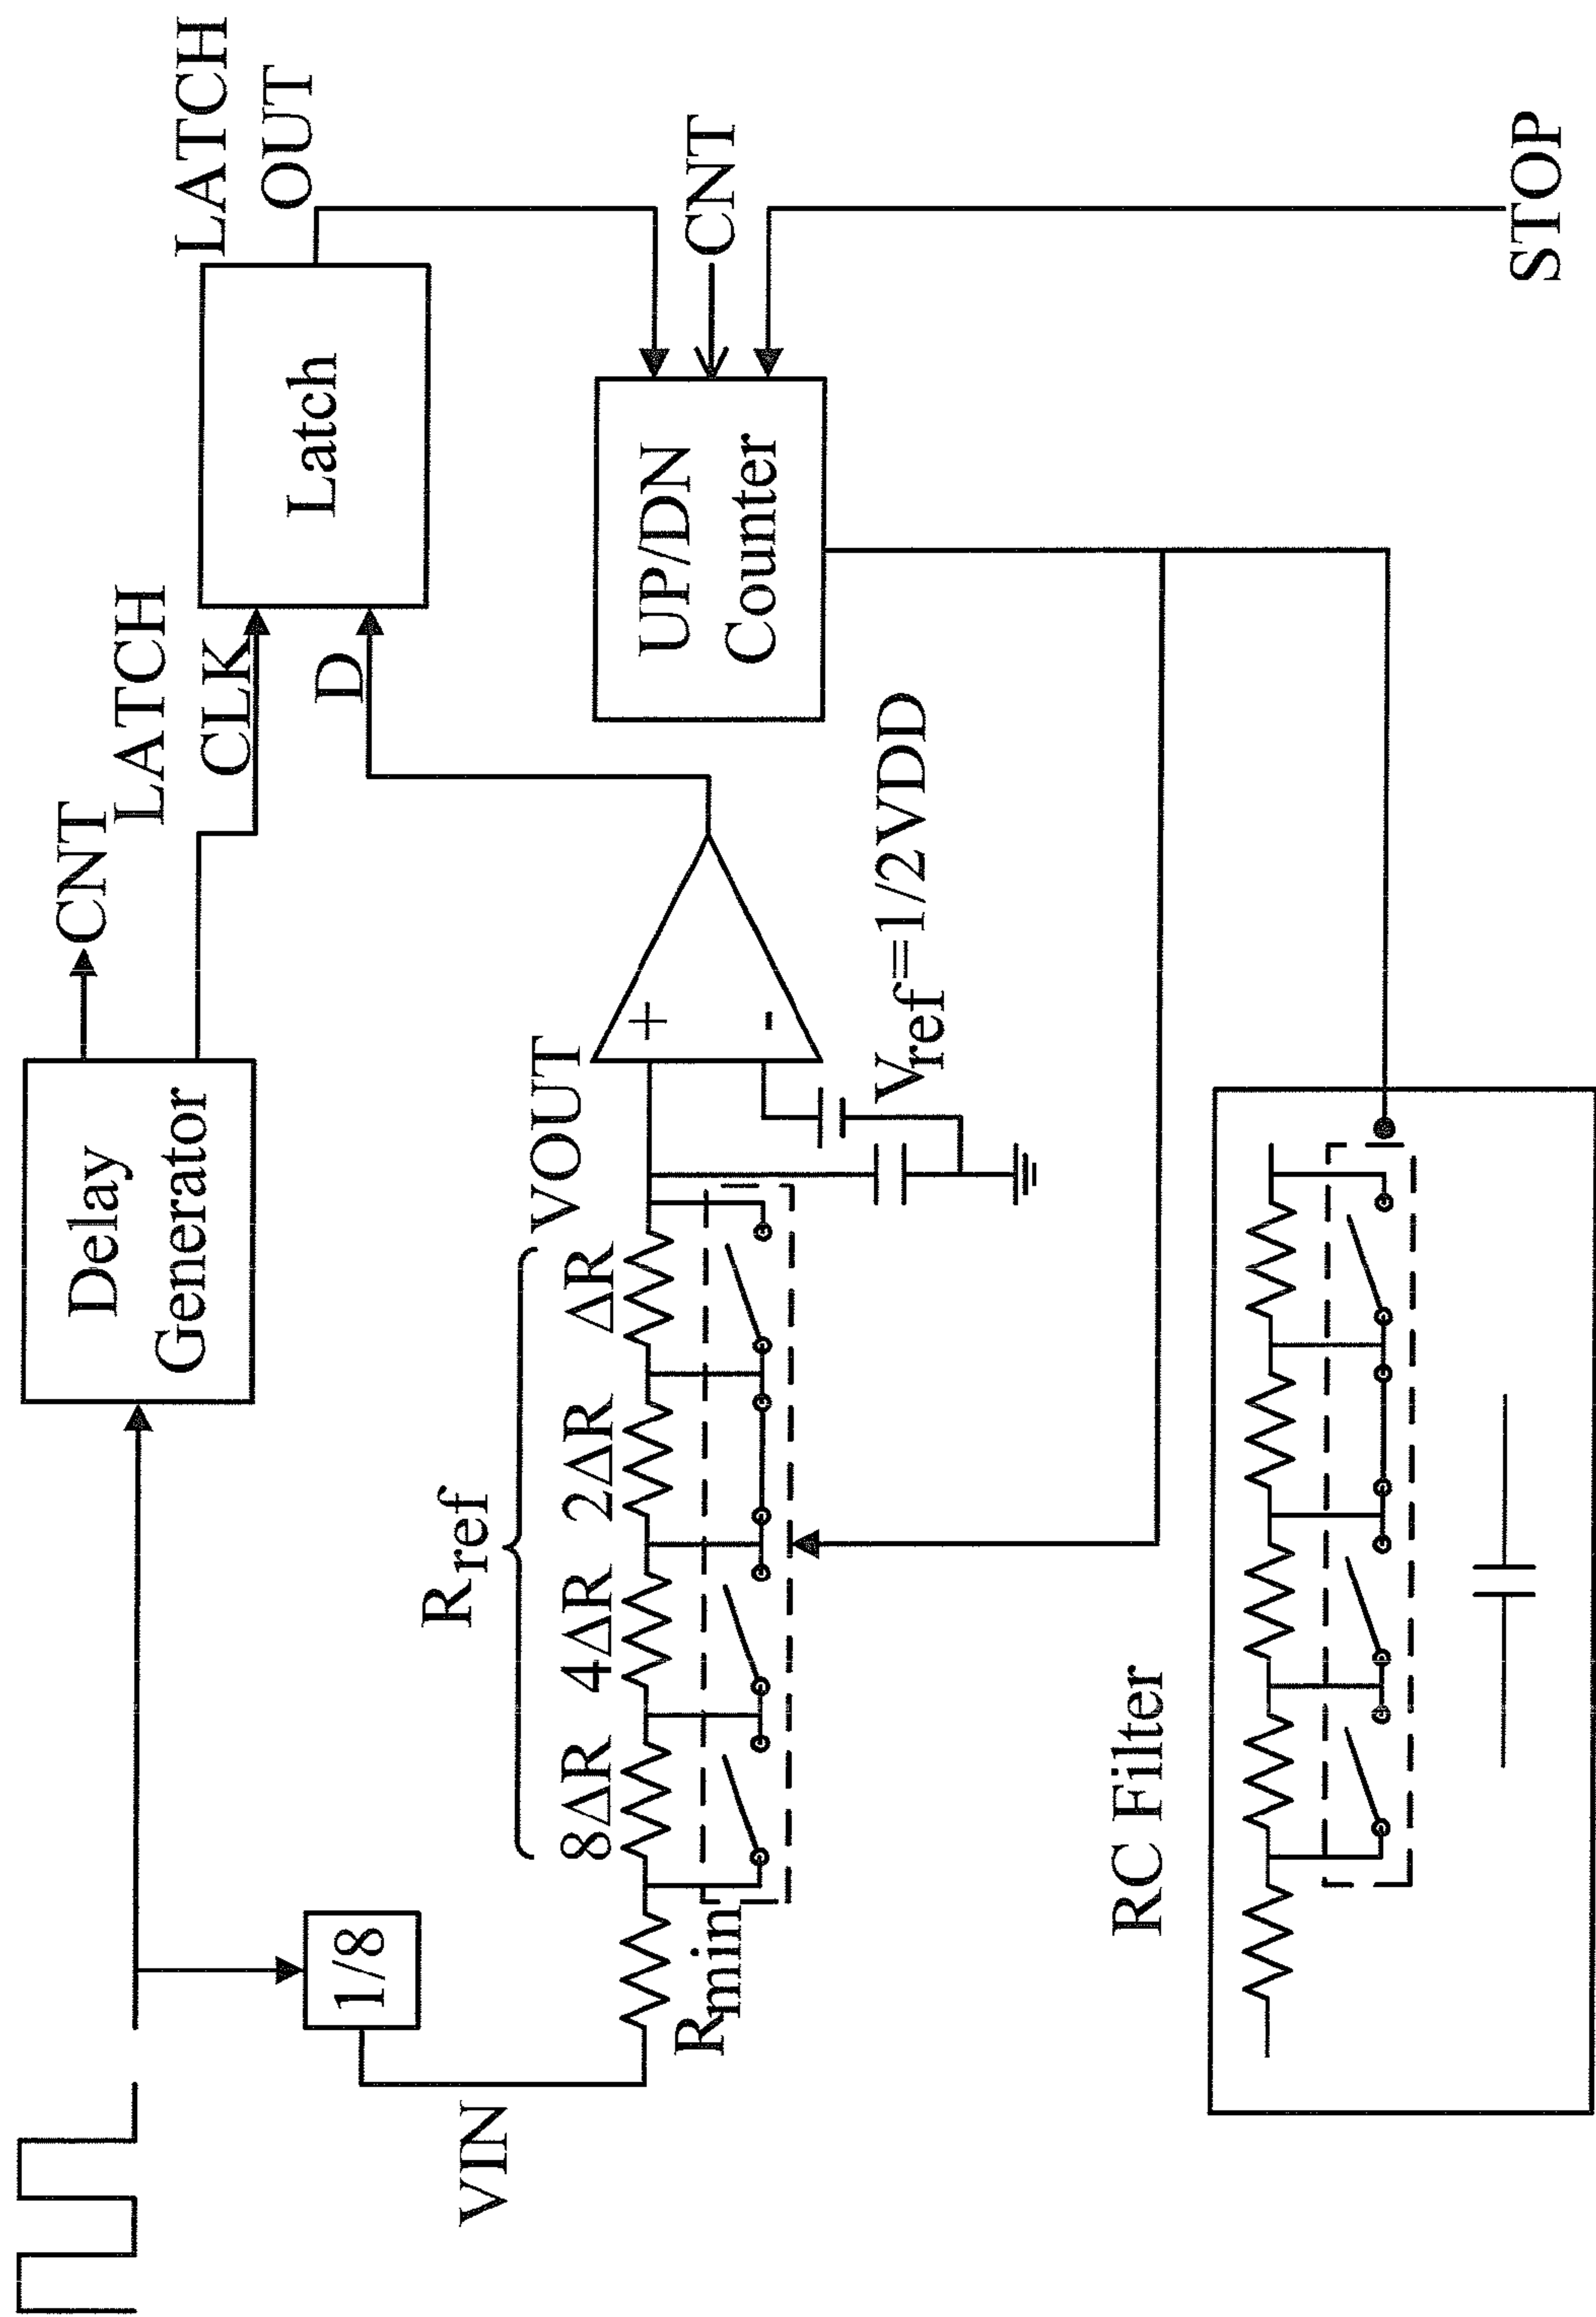 Delay
Generator
CNT
LATCH
CLK
LATCH
OUT
Latch
D
1/8
VIN
R_ref
8ΔR
4ΔR
2ΔR
ΔR
VOUT
R_min
+
-
V_ref=1/2VDD
UP/DN
Counter
CNT
STOP
RC Filter